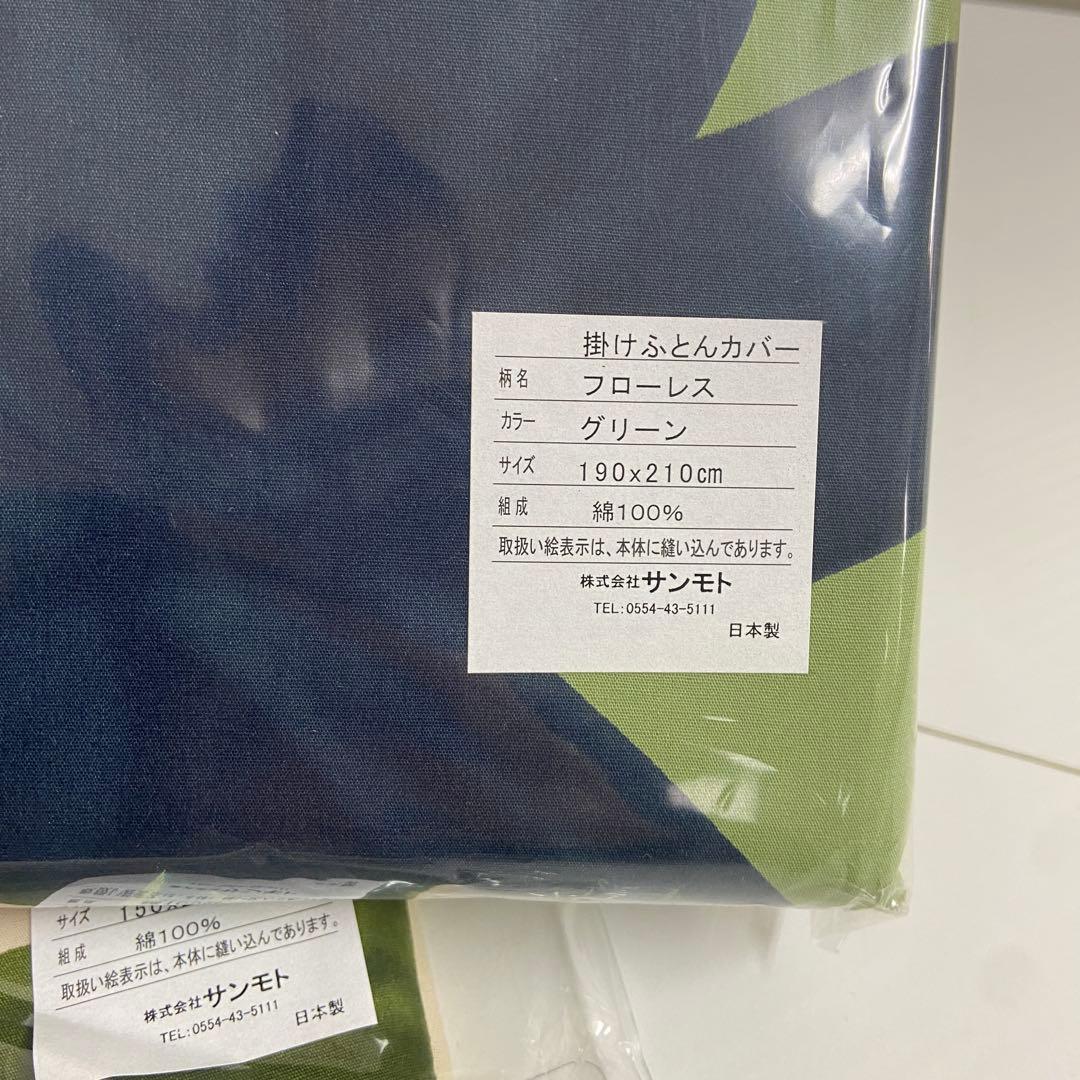 掛けふとんカバー
柄名 フローレス
カラー グリーン
サイズ 190x210cm
組成 綿100%
取扱い絵表示は、本体に縫い込んであります。
株式会社サンモト
TEL:0554-43-5111
日本製
サイズ
組成 綿100%
取扱い絵表示は、本体に縫い込んであります。
株式会社サンモト
TEL:0554-43-5111
日本製